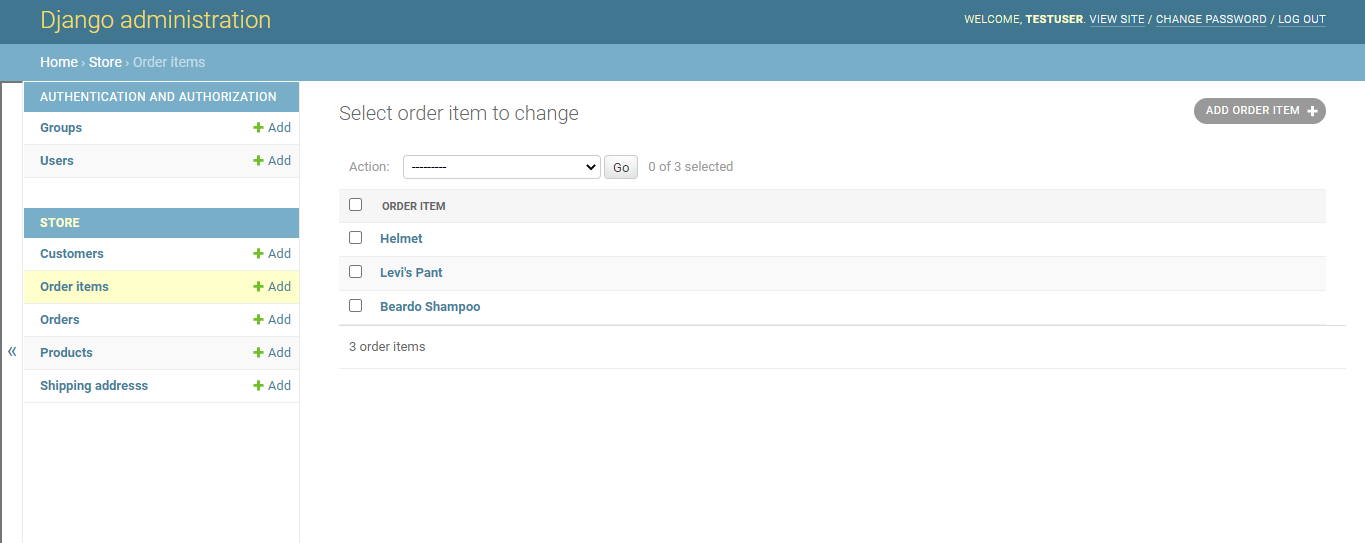 Django administration
WELCOME, TESTUSER. VIEW SITE / CHANGE PASSWORD / LOG OUT
Home › Store › Order items
AUTHENTICATION AND AUTHORIZATION
Groups + Add
Users + Add
STORE
Customers + Add
Order items + Add
Orders + Add
Products + Add
Shipping addresss + Add
«
Select order item to change
ADD ORDER ITEM +
Action: --------- Go 0 of 3 selected
ORDER ITEM
Helmet
Levi's Pant
Beardo Shampoo
3 order items